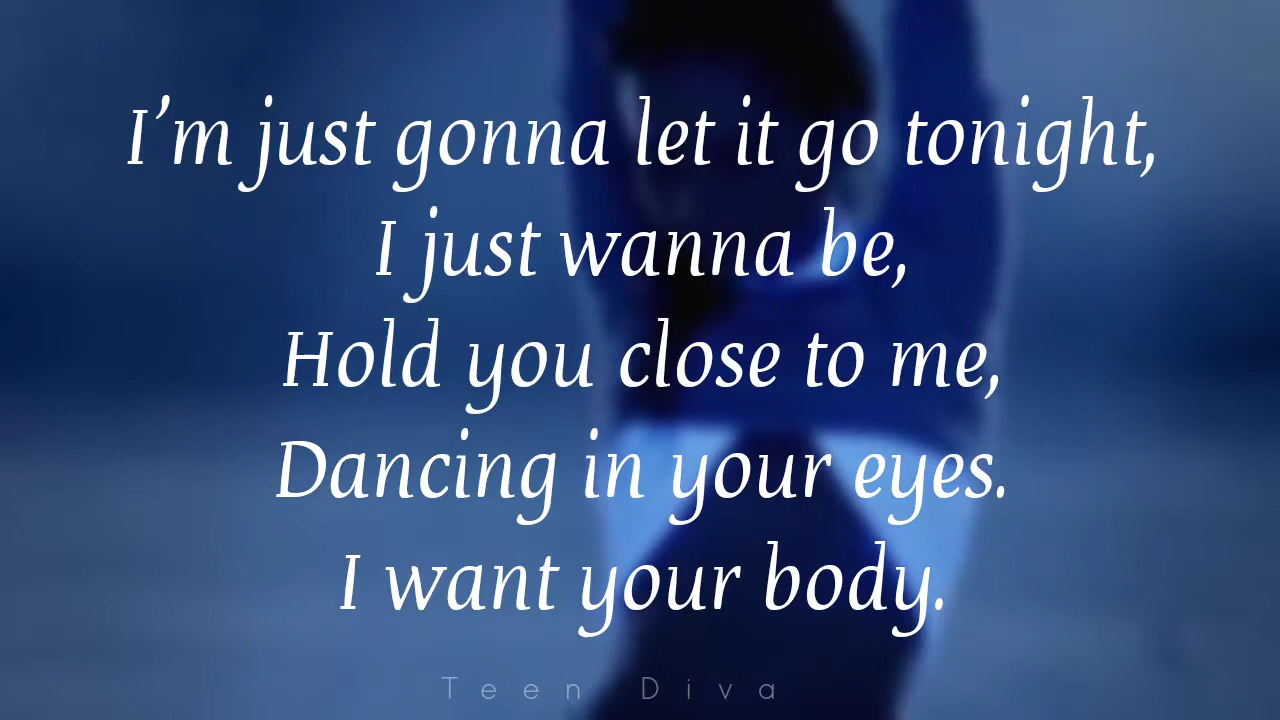 I’m just gonna let it go tonight,
I just wanna be,
Hold you close to me,
Dancing in your eyes.
I want your body.
Teen Diva